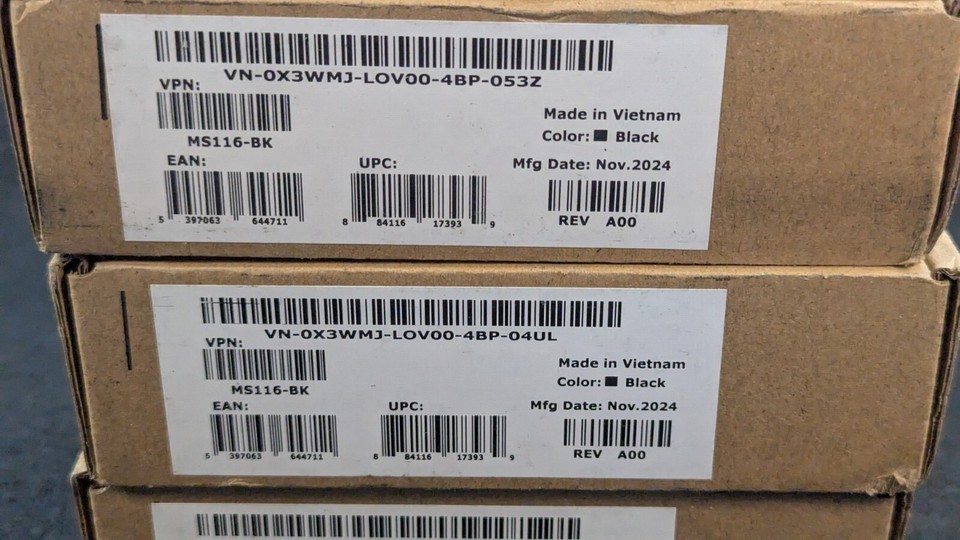 VN-0X3WMJ-LOV00-4BP-053Z
VPN:
MS116-BK
Made in Vietnam
Color: Black
EAN:
UPC:
Mfg Date: Nov.2024
5 397063 644711
8 84116 17393 9
REV A00
VN-0X3WMJ-LOV00-4BP-04UL
VPN:
MS116-BK
Made in Vietnam
Color: Black
EAN:
UPC:
Mfg Date: Nov.2024
5 397063 644711
8 84116 17393 9
REV A00